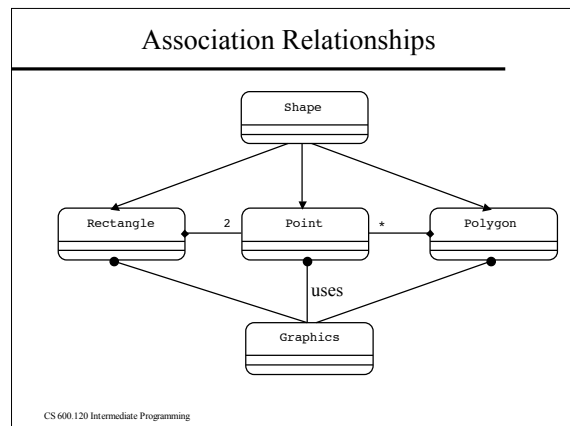 Association Relationships
Shape
Rectangle
2
Point
*
Polygon
uses
Graphics
CS 600.120 Intermediate Programming